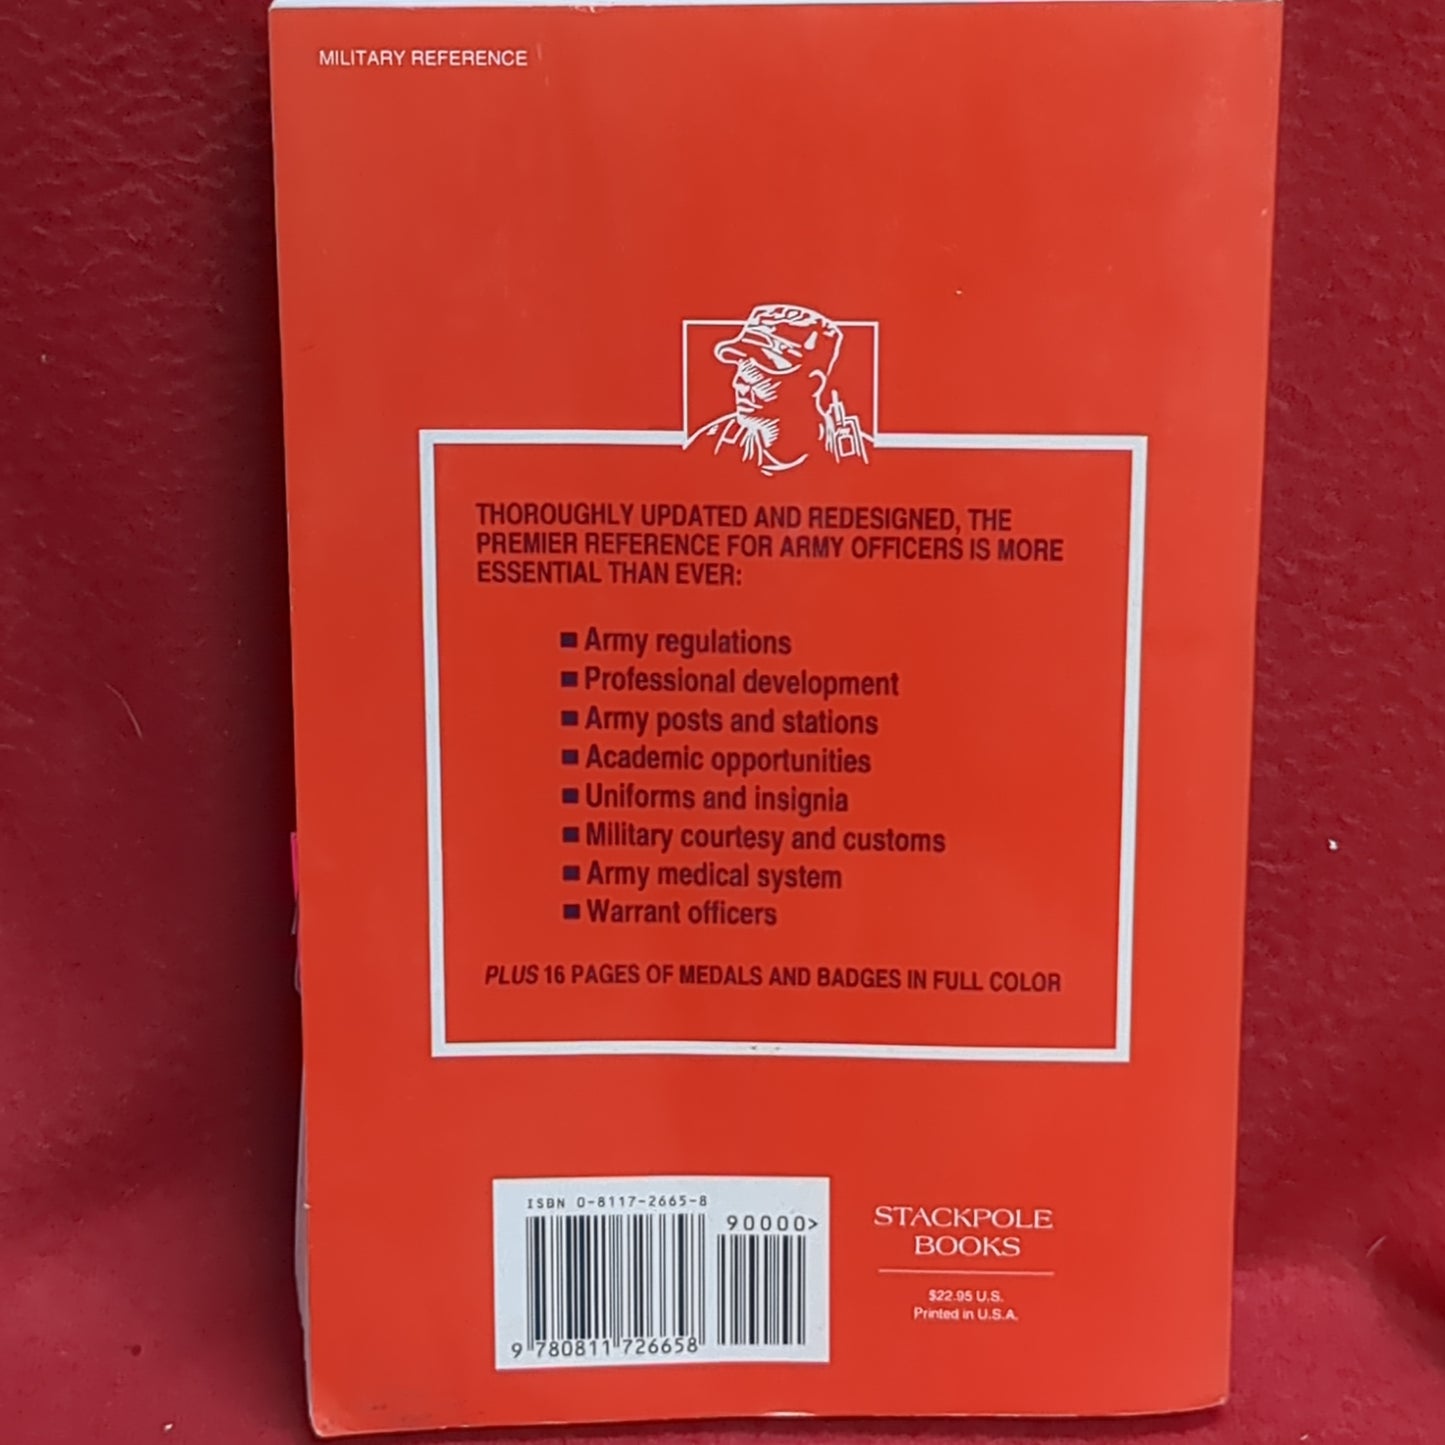 MILITARY REFERENCE
THOROUGHLY UPDATED AND REDESIGNED, THE
PREMIER REFERENCE FOR ARMY OFFICERS IS MORE
ESSENTIAL THAN EVER:
■ Army regulations
■ Professional development
■ Army posts and stations
■ Academic opportunities
■ Uniforms and insignia
■ Military courtesy and customs
■ Army medical system
■ Warrant officers
PLUS 16 PAGES OF MEDALS AND BADGES IN FULL COLOR
ISBN 0-8117-2665-8
90000>
9 780811 726658
STACKPOLE
BOOKS
$22.95 U.S.
Printed in U.S.A.